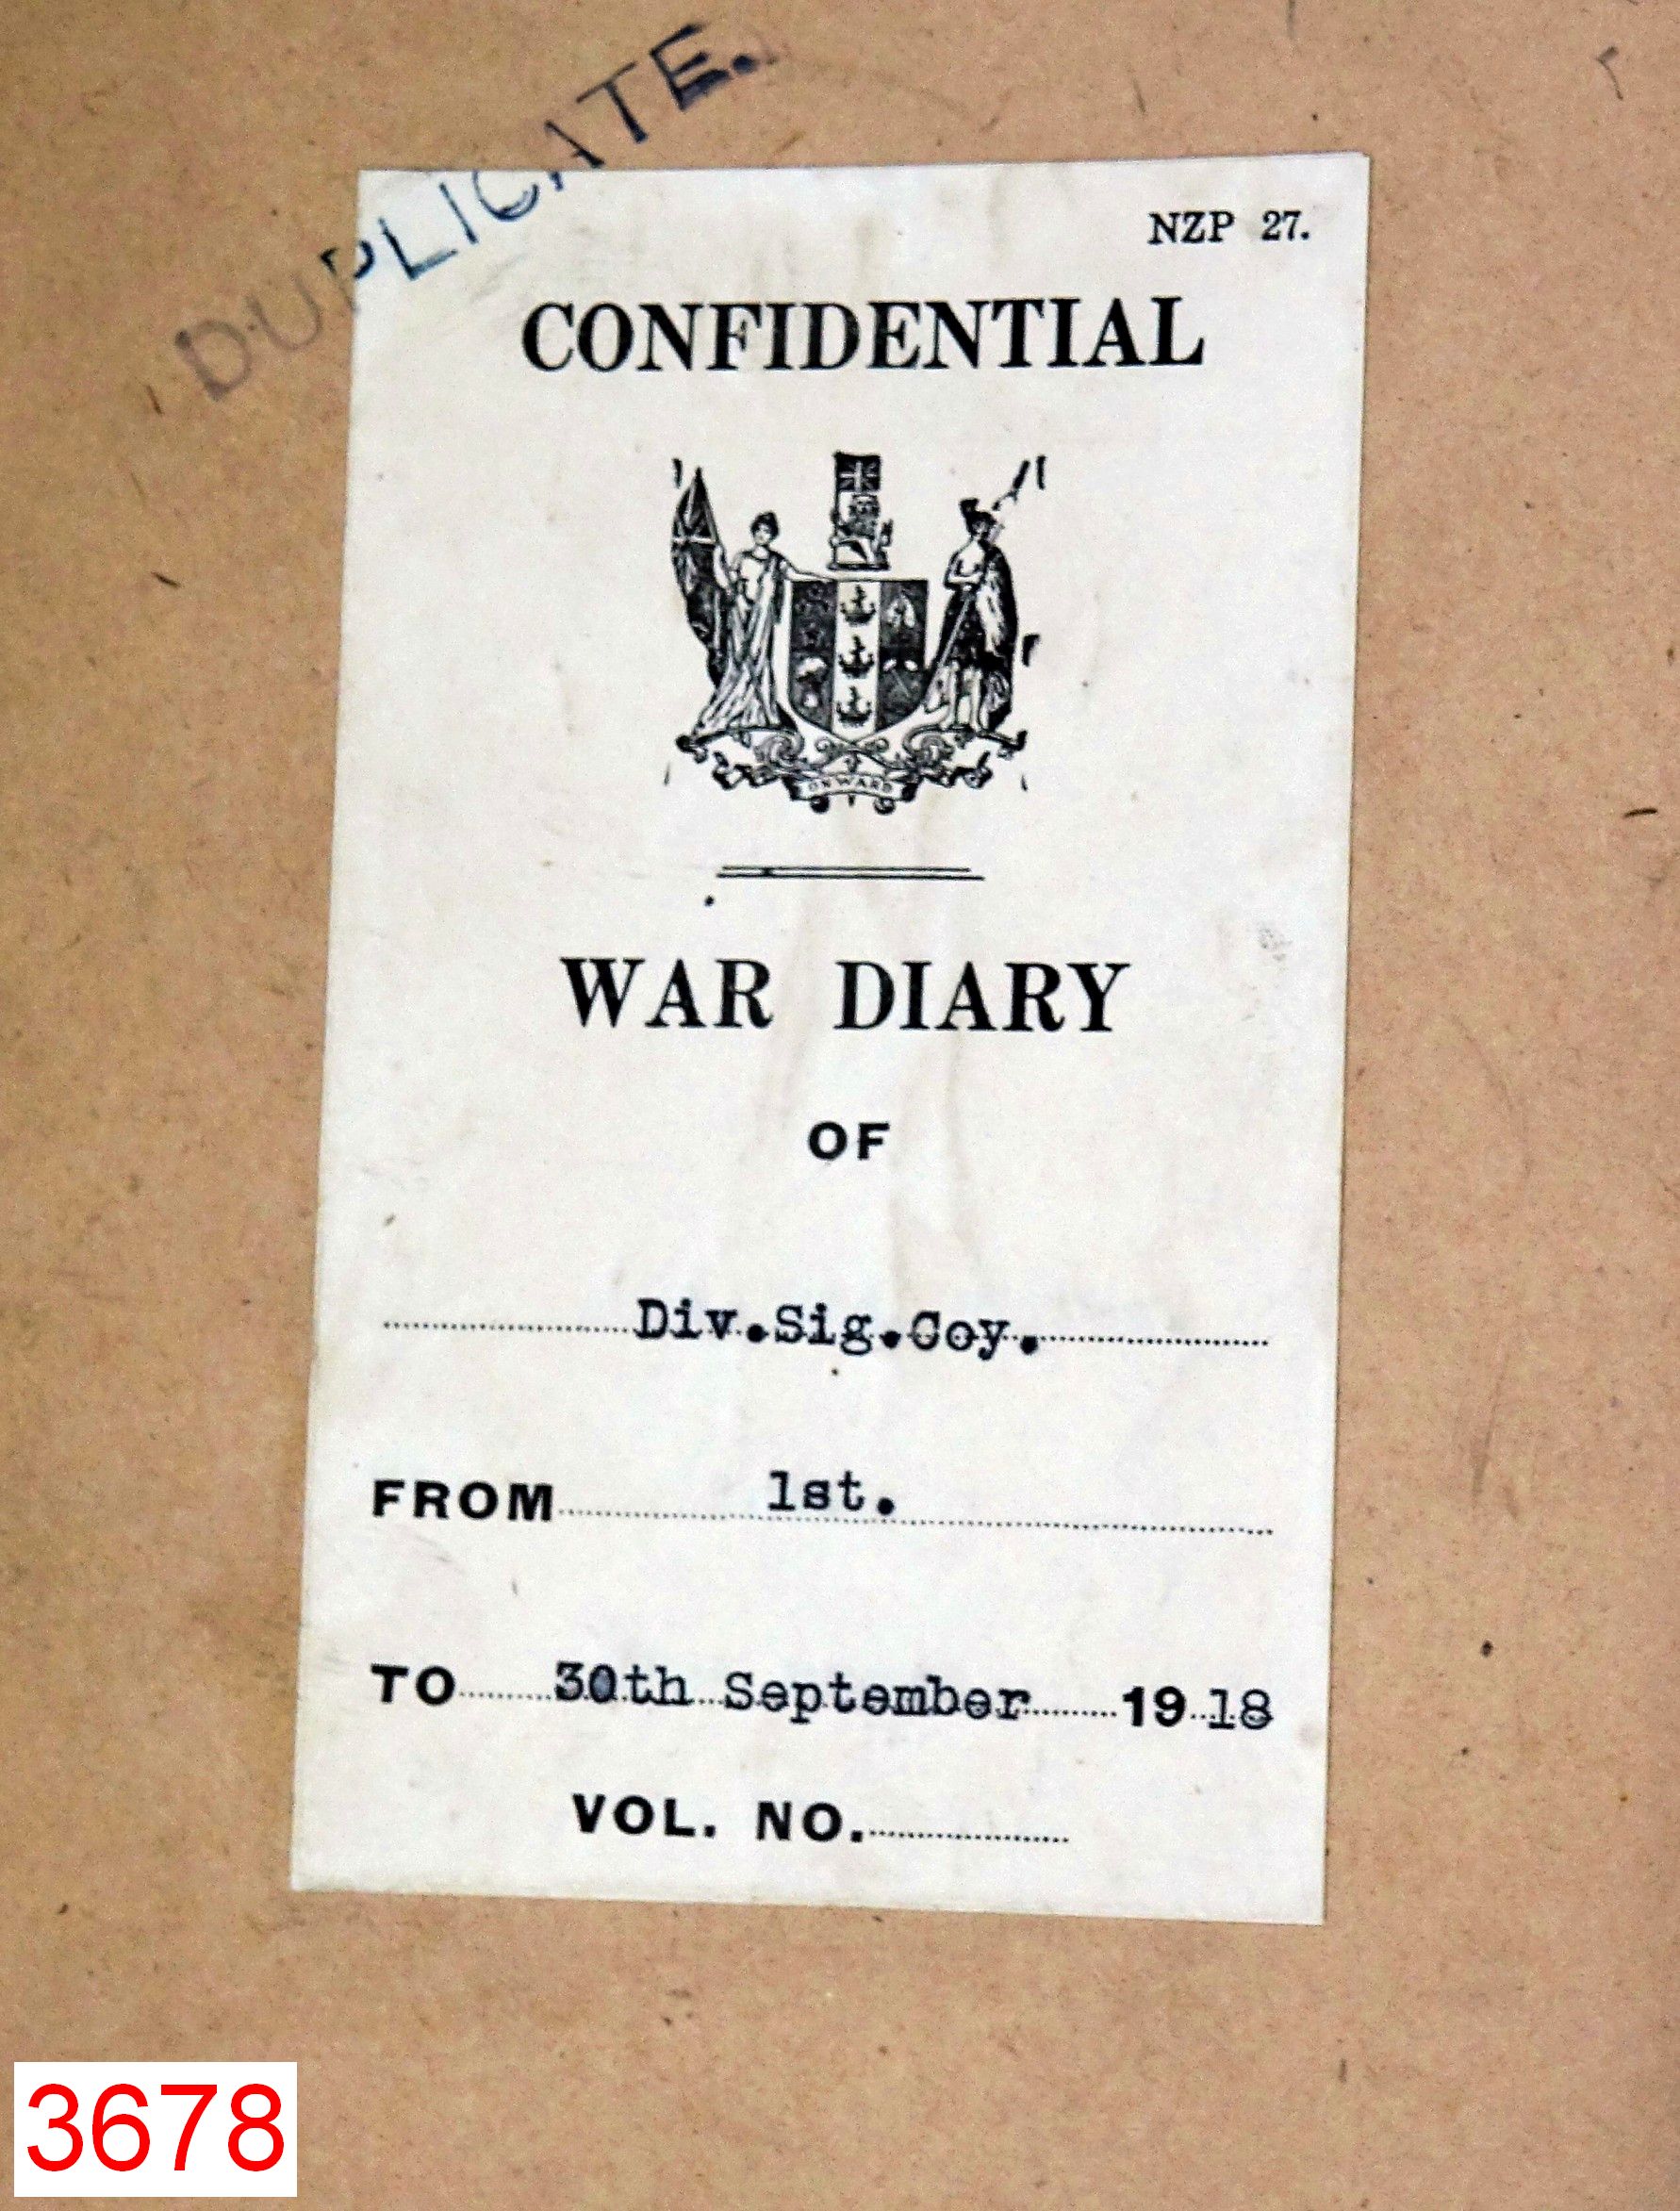 DUPLICATE.
NZP 27.
CONFIDENTIAL
ONWARD
WAR DIARY
OF
Div.Sig.Coy.
FROM 1st.
TO 30th September 1918
VOL. NO.
3678